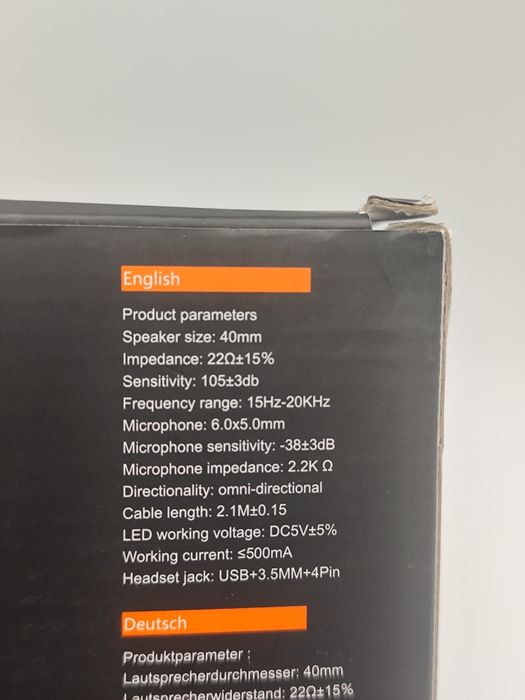 English
Product parameters
Speaker size: 40mm
Impedance: 22Ω±15%
Sensitivity: 105±3db
Frequency range: 15Hz-20KHz
Microphone: 6.0x5.0mm
Microphone sensitivity: -38±3dB
Microphone impedance: 2.2K Ω
Directionality: omni-directional
Cable length: 2.1M±0.15
LED working voltage: DC5V±5%
Working current: ≤500mA
Headset jack: USB+3.5MM+4Pin
Deutsch
Produktparameter :
Lautsprecherdurchmesser: 40mm
Lautsprecherwiderstand: 22Ω±15%